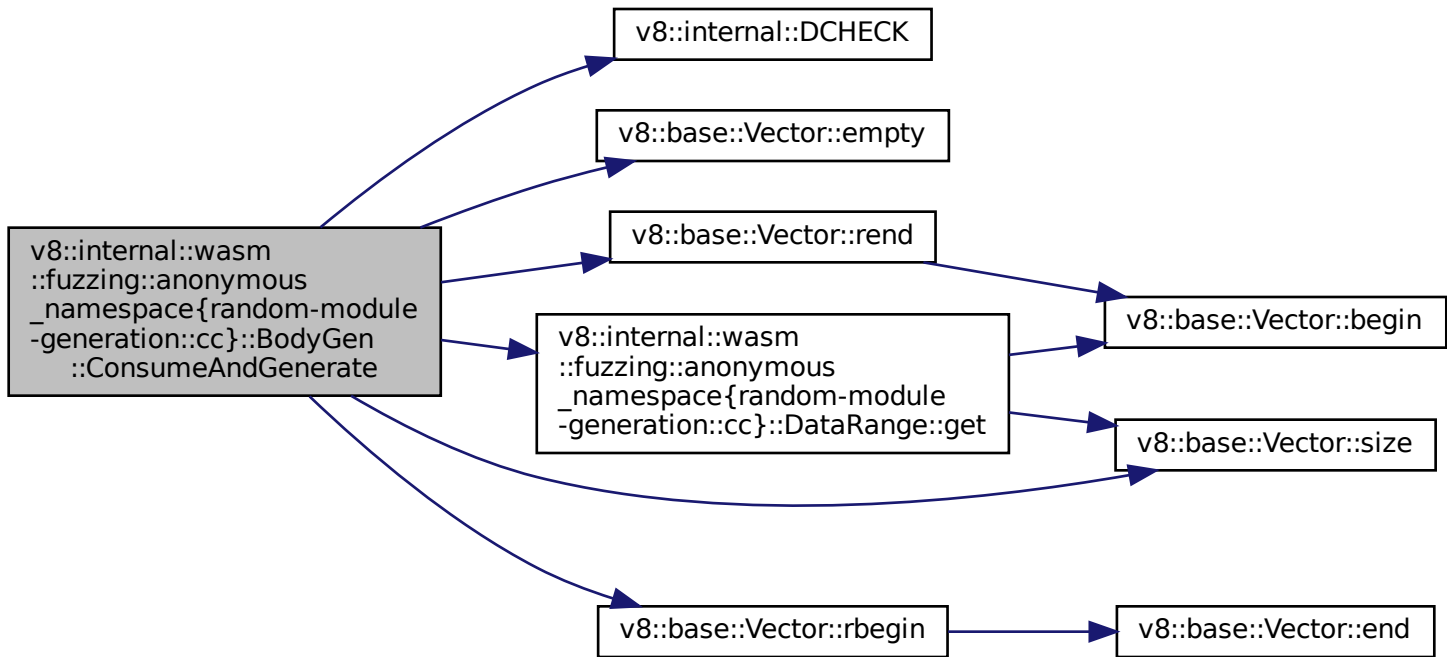 v8::internal::DCHECK
v8::base::Vector::empty
v8::base::Vector::rend
v8::internal::wasm
::fuzzing::anonymous
_namespace{random-module
-generation::cc}::BodyGen
::ConsumeAndGenerate
v8::base::Vector::begin
v8::internal::wasm
::fuzzing::anonymous
_namespace{random-module
-generation::cc}::DataRange::get
v8::base::Vector::size
v8::base::Vector::rbegin
v8::base::Vector::end